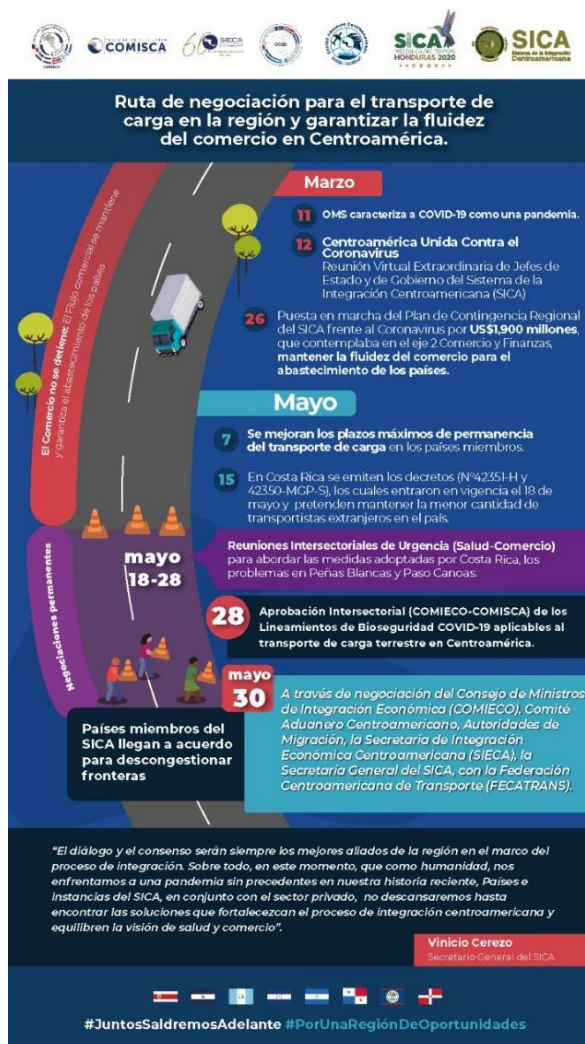 COMISCA
60
SIECA
SICA
PRESIDENCIA PRO TEMPORE
HONDURAS 2020
SICA
Sistema de la Integración
Centroamericana
Ruta de negociación para el transporte de
carga en la región y garantizar la fluidez
del comercio en Centroamérica.
El Comercio no se detiene: El Flujo comercial se mantiene
y garantiza el abastecimiento de los países
Marzo
11 OMS caracteriza a COVID-19 como una pandemia.
12 Centroamérica Unida Contra el
Coronavirus
Reunión Virtual Extraordinaria de Jefes de
Estado y de Gobierno del Sistema de la
Integración Centroamericana (SICA)
26 Puesta en marcha del Plan de Contingencia Regional
del SICA frente al Coronavirus por US$1,900 millones,
que contemplaba en el eje 2 Comercio y Finanzas,
mantener la fluidez del comercio para el
abastecimiento de los países.
Mayo
7 Se mejoran los plazos máximos de permanencia
del transporte de carga en los países miembros.
15 En Costa Rica se emiten los decretos (N°42351-H y
42350-MGP-S), los cuales entraron en vigencia el 18 de
mayo y pretenden mantener la menor cantidad de
transportistas extranjeros en el país.
Negociaciones permanentes
mayo
18-28
Reuniones Intersectoriales de Urgencia (Salud-Comercio)
para abordar las medidas adoptadas por Costa Rica, los
problemas en Peñas Blancas y Paso Canoas.
28 Aprobación Intersectorial (COMIECO-COMISCA) de los
Lineamientos de Bioseguridad COVID-19 aplicables al
transporte de carga terrestre en Centroamérica.
mayo
30
Países miembros del
SICA llegan a acuerdo
para descongestionar
fronteras
A través de negociación del Consejo de Ministros
de Integración Económica (COMIECO), Comité
Aduanero Centroamericano, Autoridades de
Migración, la Secretaría de Integración
Económica Centroamericana (SIECA), la
Secretaría General del SICA, con la Federación
Centroamericana de Transporte (FECATRANS).
“El diálogo y el consenso serán siempre los mejores aliados de la región en el marco del
proceso de integración. Sobre todo, en este momento, que como humanidad, nos
enfrentamos a una pandemia sin precedentes en nuestra historia reciente, Países e
instancias del SICA, en conjunto con el sector privado, no descansaremos hasta
encontrar las soluciones que fortalezcan el proceso de integración centroamericana y
equilibren la visión de salud y comercio”.
Vinicio Cerezo
Secretario General del SICA
#JuntosSaldremosAdelante #PorUnaRegiónDeOportunidades